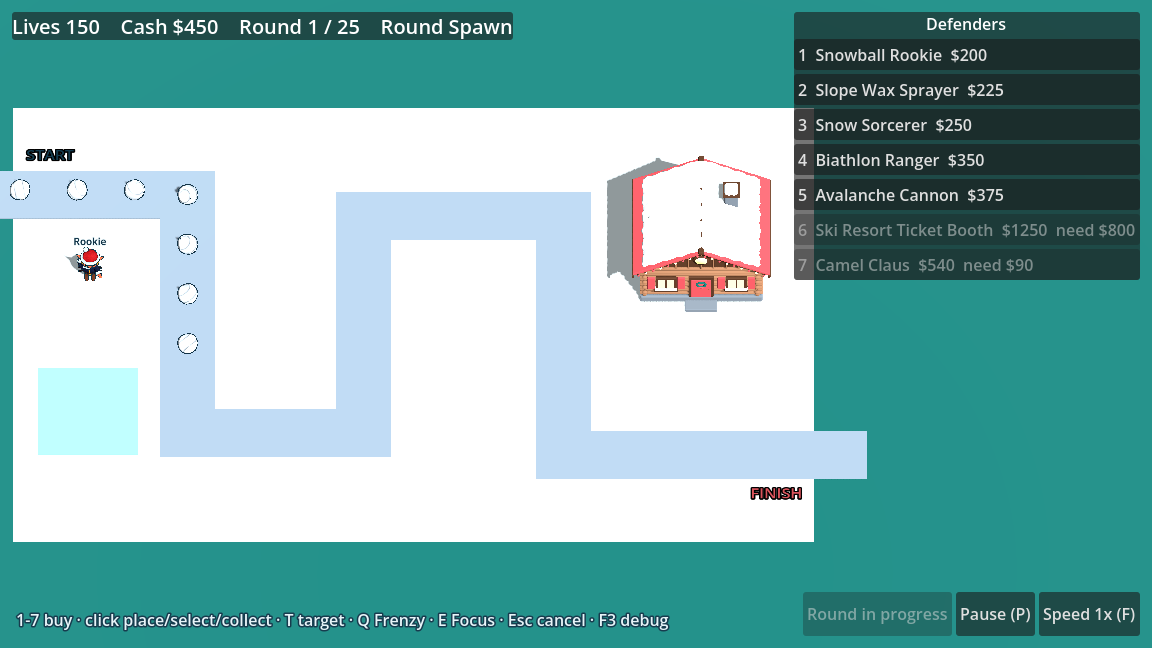 Lives 150 Cash $450 Round 1 / 25 Round Spawn
Defenders
1 Snowball Rookie $200
2 Slope Wax Sprayer $225
3 Snow Sorcerer $250
4 Biathlon Ranger $350
5 Avalanche Cannon $375
6 Ski Resort Ticket Booth $1250 need $800
7 Camel Claus $540 need $90
START
Rookie
FINISH
1-7 buy · click place/select/collect · T target · Q Frenzy · E Focus · Esc cancel · F3 debug
Round in progress
Pause (P)
Speed 1x (F)